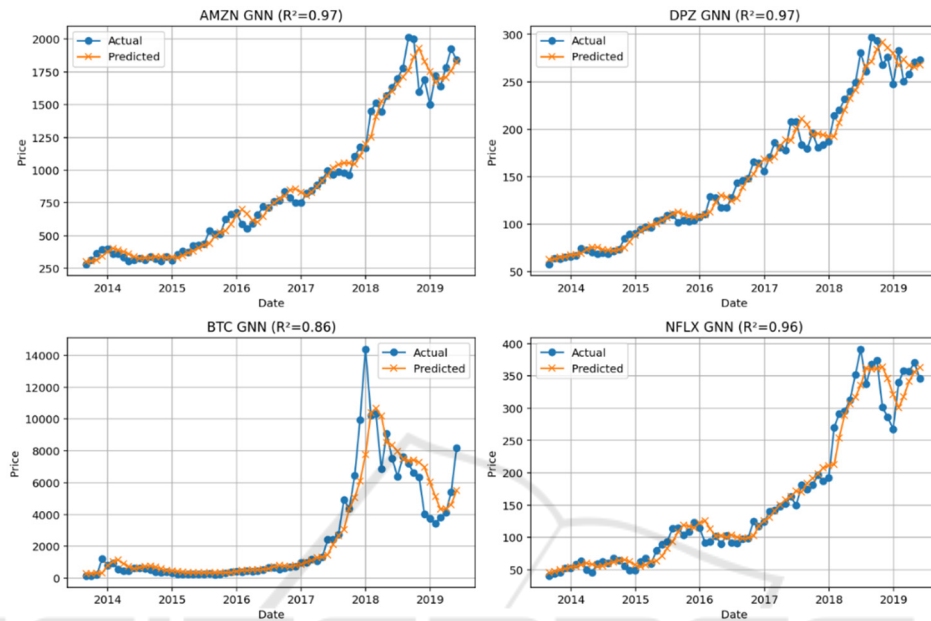 AMZN GNN (R²=0.97)
Actual
Predicted
2000
1750
1500
1250
1000
750
500
250
Price
2014 2015 2016 2017 2018 2019
Date
DPZ GNN (R²=0.97)
Actual
Predicted
300
250
200
150
100
50
Price
2014 2015 2016 2017 2018 2019
Date
BTC GNN (R²=0.86)
Actual
Predicted
14000
12000
10000
8000
6000
4000
2000
0
Price
2014 2015 2016 2017 2018 2019
Date
NFLX GNN (R²=0.96)
Actual
Predicted
400
350
300
250
200
150
100
50
Price
2014 2015 2016 2017 2018 2019
Date